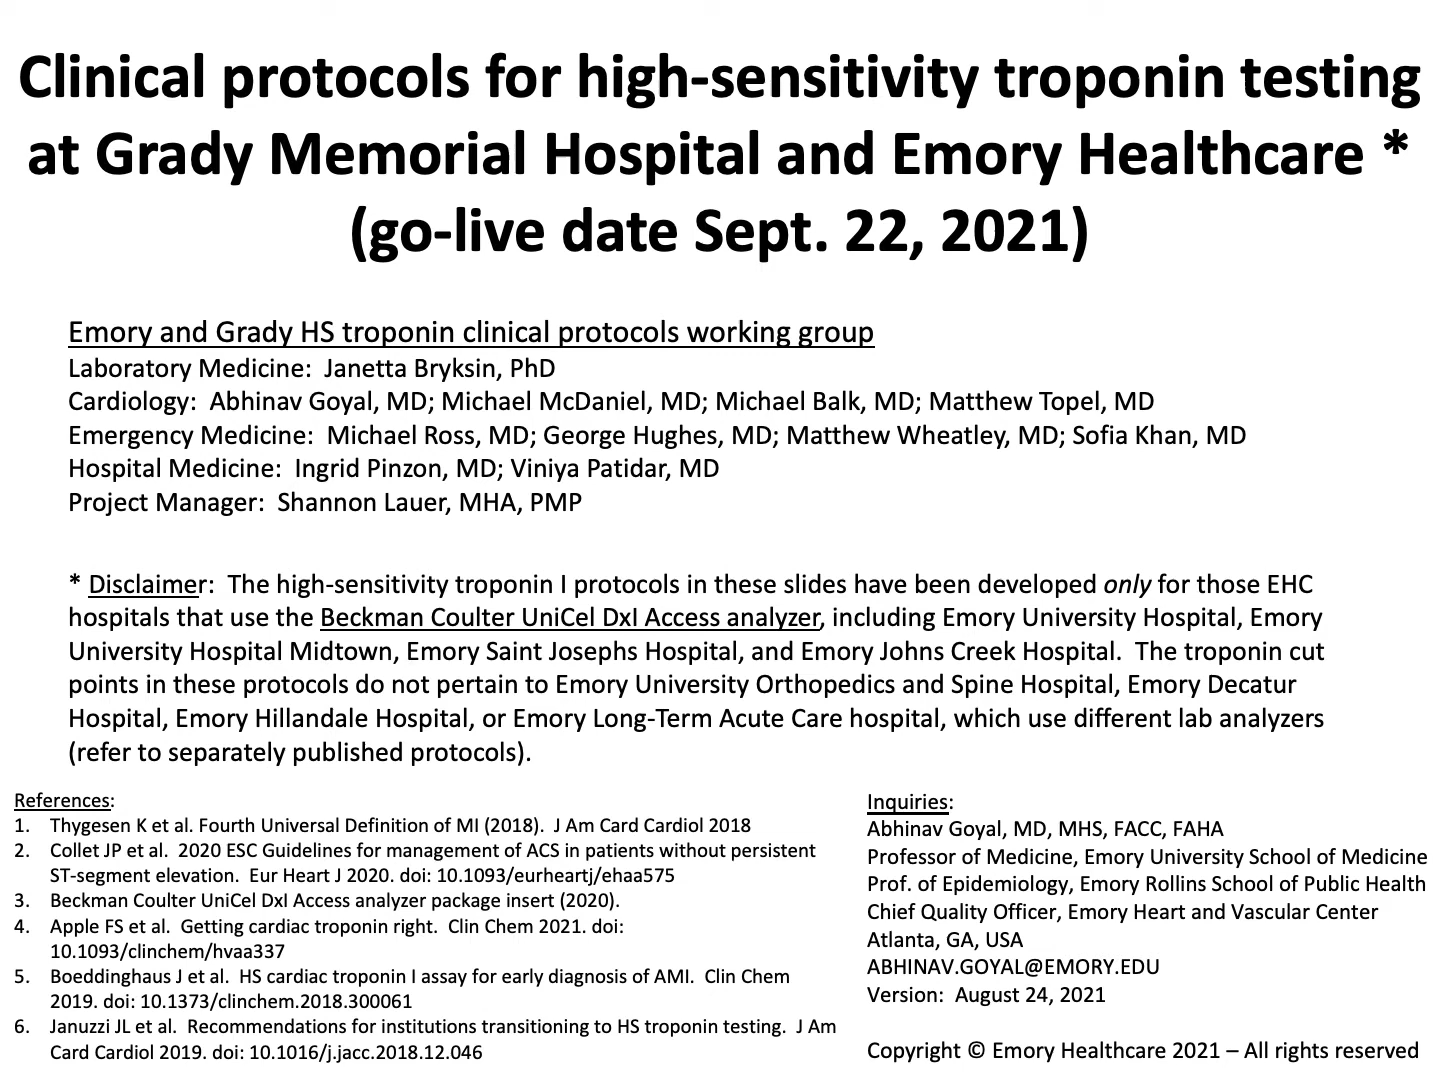 Clinical protocols for high-sensitivity troponin testing
at Grady Memorial Hospital and Emory Healthcare *
(go-live date Sept. 22, 2021)
Emory and Grady HS troponin clinical protocols working group
Laboratory Medicine:  Janetta Bryksin, PhD
Cardiology:  Abhinav Goyal, MD; Michael McDaniel, MD; Michael Balk, MD; Matthew Topel, MD
Emergency Medicine:  Michael Ross, MD; George Hughes, MD; Matthew Wheatley, MD; Sofia Khan, MD
Hospital Medicine:  Ingrid Pinzon, MD; Viniya Patidar, MD
Project Manager:  Shannon Lauer, MHA, PMP
* Disclaimer:  The high-sensitivity troponin I protocols in these slides have been developed only for those EHC
hospitals that use the Beckman Coulter UniCel DxI Access analyzer, including Emory University Hospital, Emory
University Hospital Midtown, Emory Saint Josephs Hospital, and Emory Johns Creek Hospital.  The troponin cut
points in these protocols do not pertain to Emory University Orthopedics and Spine Hospital, Emory Decatur
Hospital, Emory Hillandale Hospital, or Emory Long-Term Acute Care hospital, which use different lab analyzers
(refer to separately published protocols).
References:
1. Thygesen K et al. Fourth Universal Definition of MI (2018).  J Am Card Cardiol 2018
2. Collet JP et al.  2020 ESC Guidelines for management of ACS in patients without persistent
ST-segment elevation.  Eur Heart J 2020. doi: 10.1093/eurheartj/ehaa575
3. Beckman Coulter UniCel DxI Access analyzer package insert (2020).
4. Apple FS et al.  Getting cardiac troponin right.  Clin Chem 2021. doi:
10.1093/clinchem/hvaa337
5. Boeddinghaus J et al.  HS cardiac troponin I assay for early diagnosis of AMI.  Clin Chem
2019. doi: 10.1373/clinchem.2018.300061
6. Januzzi JL et al.  Recommendations for institutions transitioning to HS troponin testing.  J Am
Card Cardiol 2019. doi: 10.1016/j.jacc.2018.12.046
Inquiries:
Abhinav Goyal, MD, MHS, FACC, FAHA
Professor of Medicine, Emory University School of Medicine
Prof. of Epidemiology, Emory Rollins School of Public Health
Chief Quality Officer, Emory Heart and Vascular Center
Atlanta, GA, USA
ABHINAV.GOYAL@EMORY.EDU
Version:  August 24, 2021
Copyright © Emory Healthcare 2021 – All rights reserved